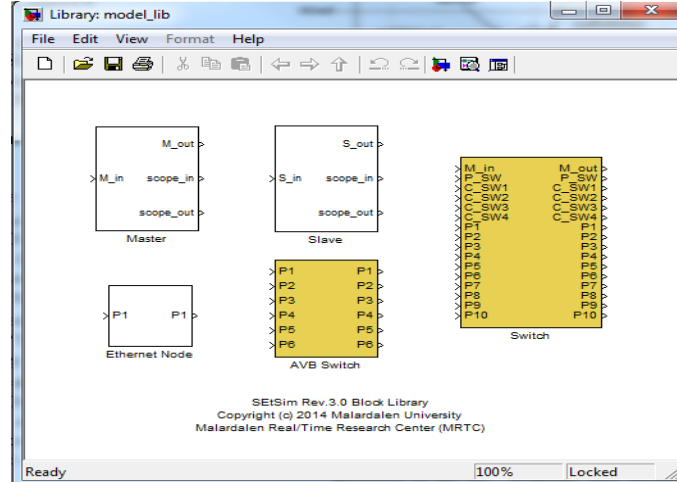 Library: model_lib
File Edit View Format Help
M_out
M_in scope_in
scope_out
Master
S_out
S_in scope_in
scope_out
Slave
M_in M_out
P_SW P_SW
C_SW1 C_SW1
C_SW2 C_SW2
C_SW3 C_SW3
C_SW4 C_SW4
P1 P1
P2 P2
P3 P3
P4 P4
P5 P5
P6 P6
P7 P7
P8 P8
P9 P9
P10 P10
Switch
P1 P1
Ethernet Node
P1 P1
P2 P2
P3 P3
P4 P4
P5 P5
P6 P6
AVB Switch
SEtSim Rev.3.0 Block Library
Copyright (c) 2014 Malardalen University
Malardalen Real/Time Research Center (MRTC)
Ready 100% Locked